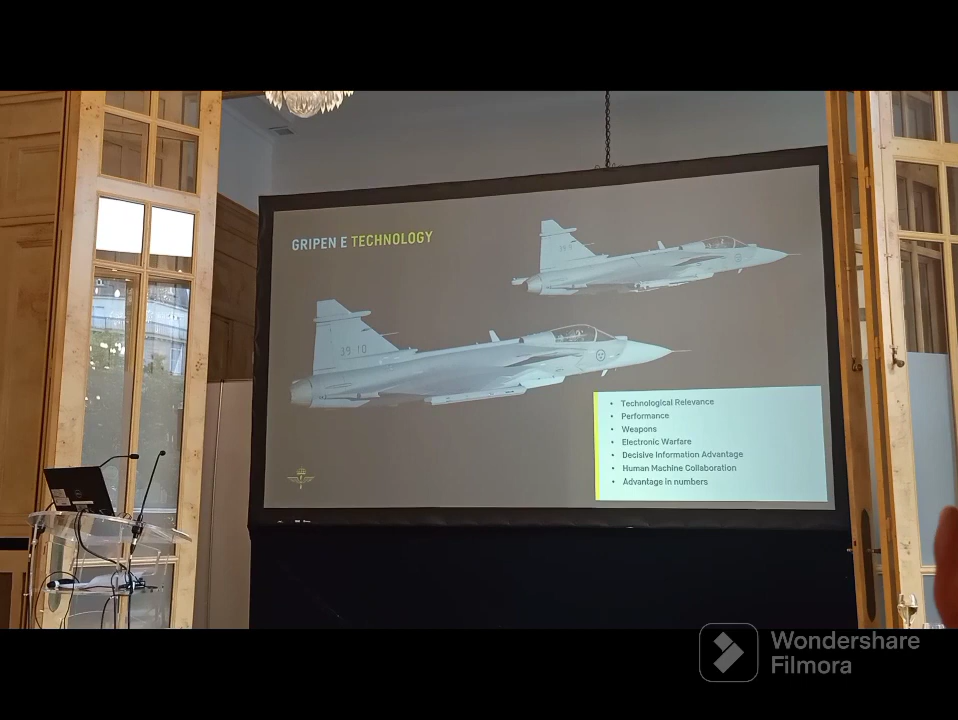 GRIPEN E TECHNOLOGY
39 10
• Technological Relevance
• Performance
• Weapons
• Electronic Warfare
• Decisive Information Advantage
• Human Machine Collaboration
• Advantage in numbers
Wondershare
Filmora